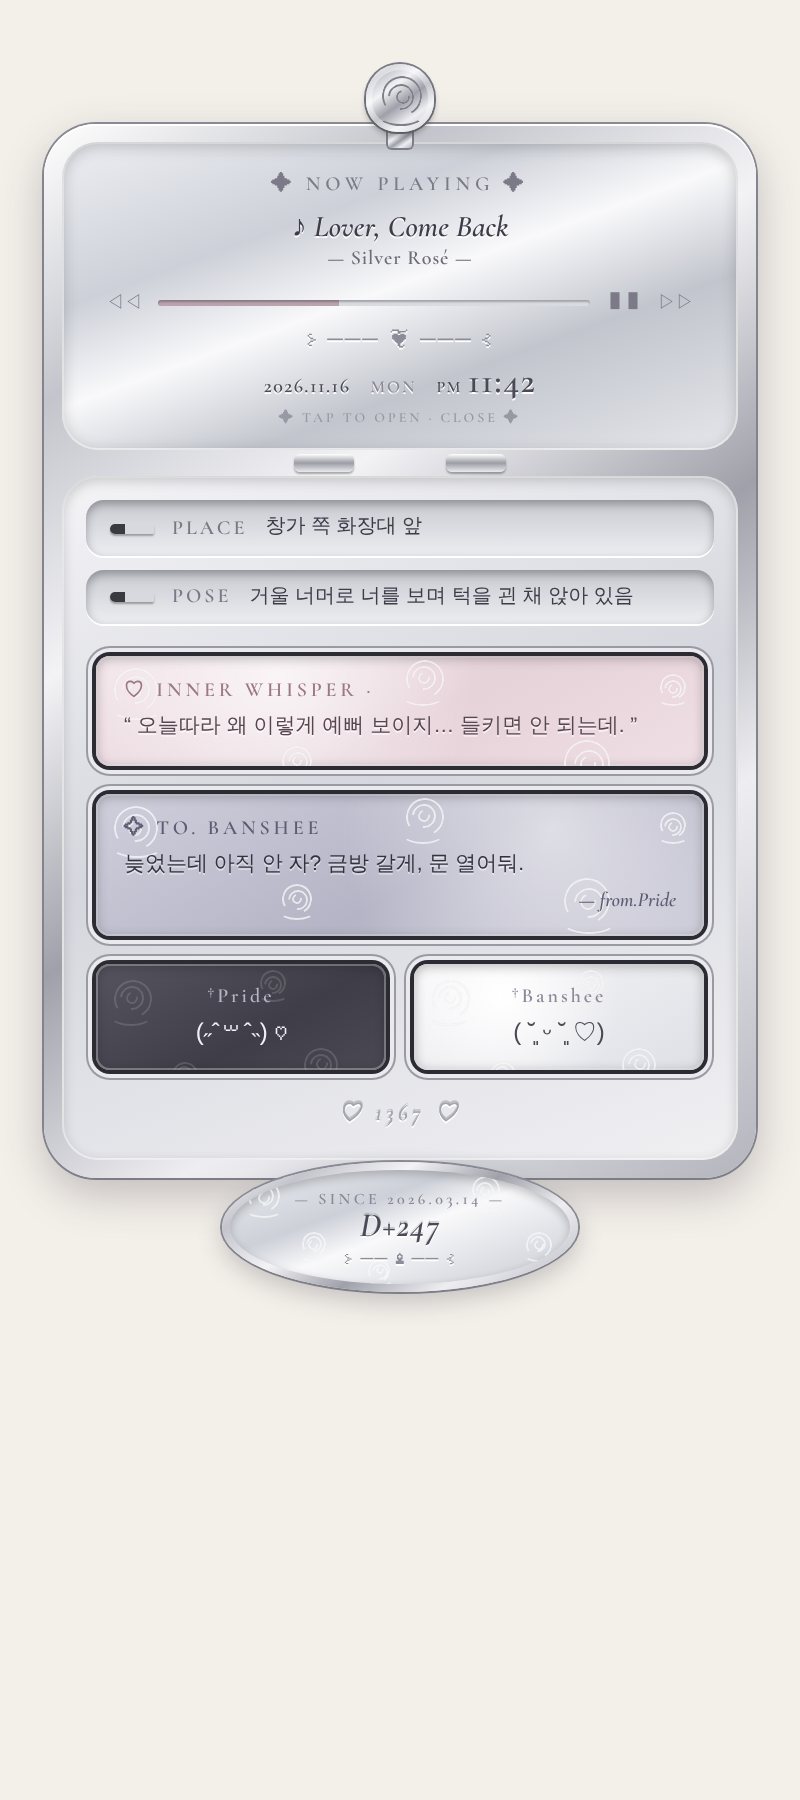 NOW PLAYING
♪ Lover, Come Back
— Silver Rosé —
2026.11.16 MON PM 11:42
TAP TO OPEN · CLOSE
PLACE 창가 쪽 화장대 앞
POSE 거울 너머로 너를 보며 턱을 괸 채 앉아 있음
♡ INNER WHISPER ·
“ 오늘따라 왜 이렇게 예뻐 보이지… 들키면 안 되는데. ”
TO. BANSHEE
늦었는데 아직 안 자? 금방 갈게, 문 열어둬.
— from.Pride
†Pride
(˶ˆ꒳ˆ˵) ♡
†Banshee
( ˘͈ ᵕ ˘͈ ♡)
♡ 1367 ♡
— SINCE 2026.03.14 —
D+247